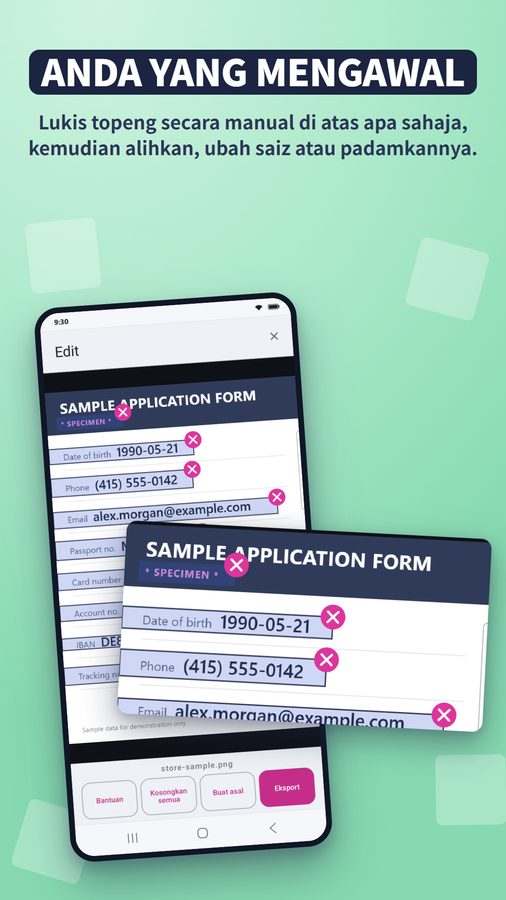 ANDA YANG MENGAWAL
Lukis topeng secara manual di atas apa sahaja,
kemudian alihkan, ubah saiz atau padamkannya.
9:30
Edit
SAMPLE APPLICATION FORM
* SPECIMEN *
Date of birth 1990-05-21
Phone (415) 555-0142
Email alex.morgan@example.com
Passport no.
Card number
Account no.
IBAN DE8
Tracking
Sample data for demonstration only.
SAMPLE APPLICATION FORM
* SPECIMEN *
Date of birth 1990-05-21
Phone (415) 555-0142
Email alex.morgan@example.com
store-sample.png
Bantuan
Kosongkan
semua
Buat asal
Eksport